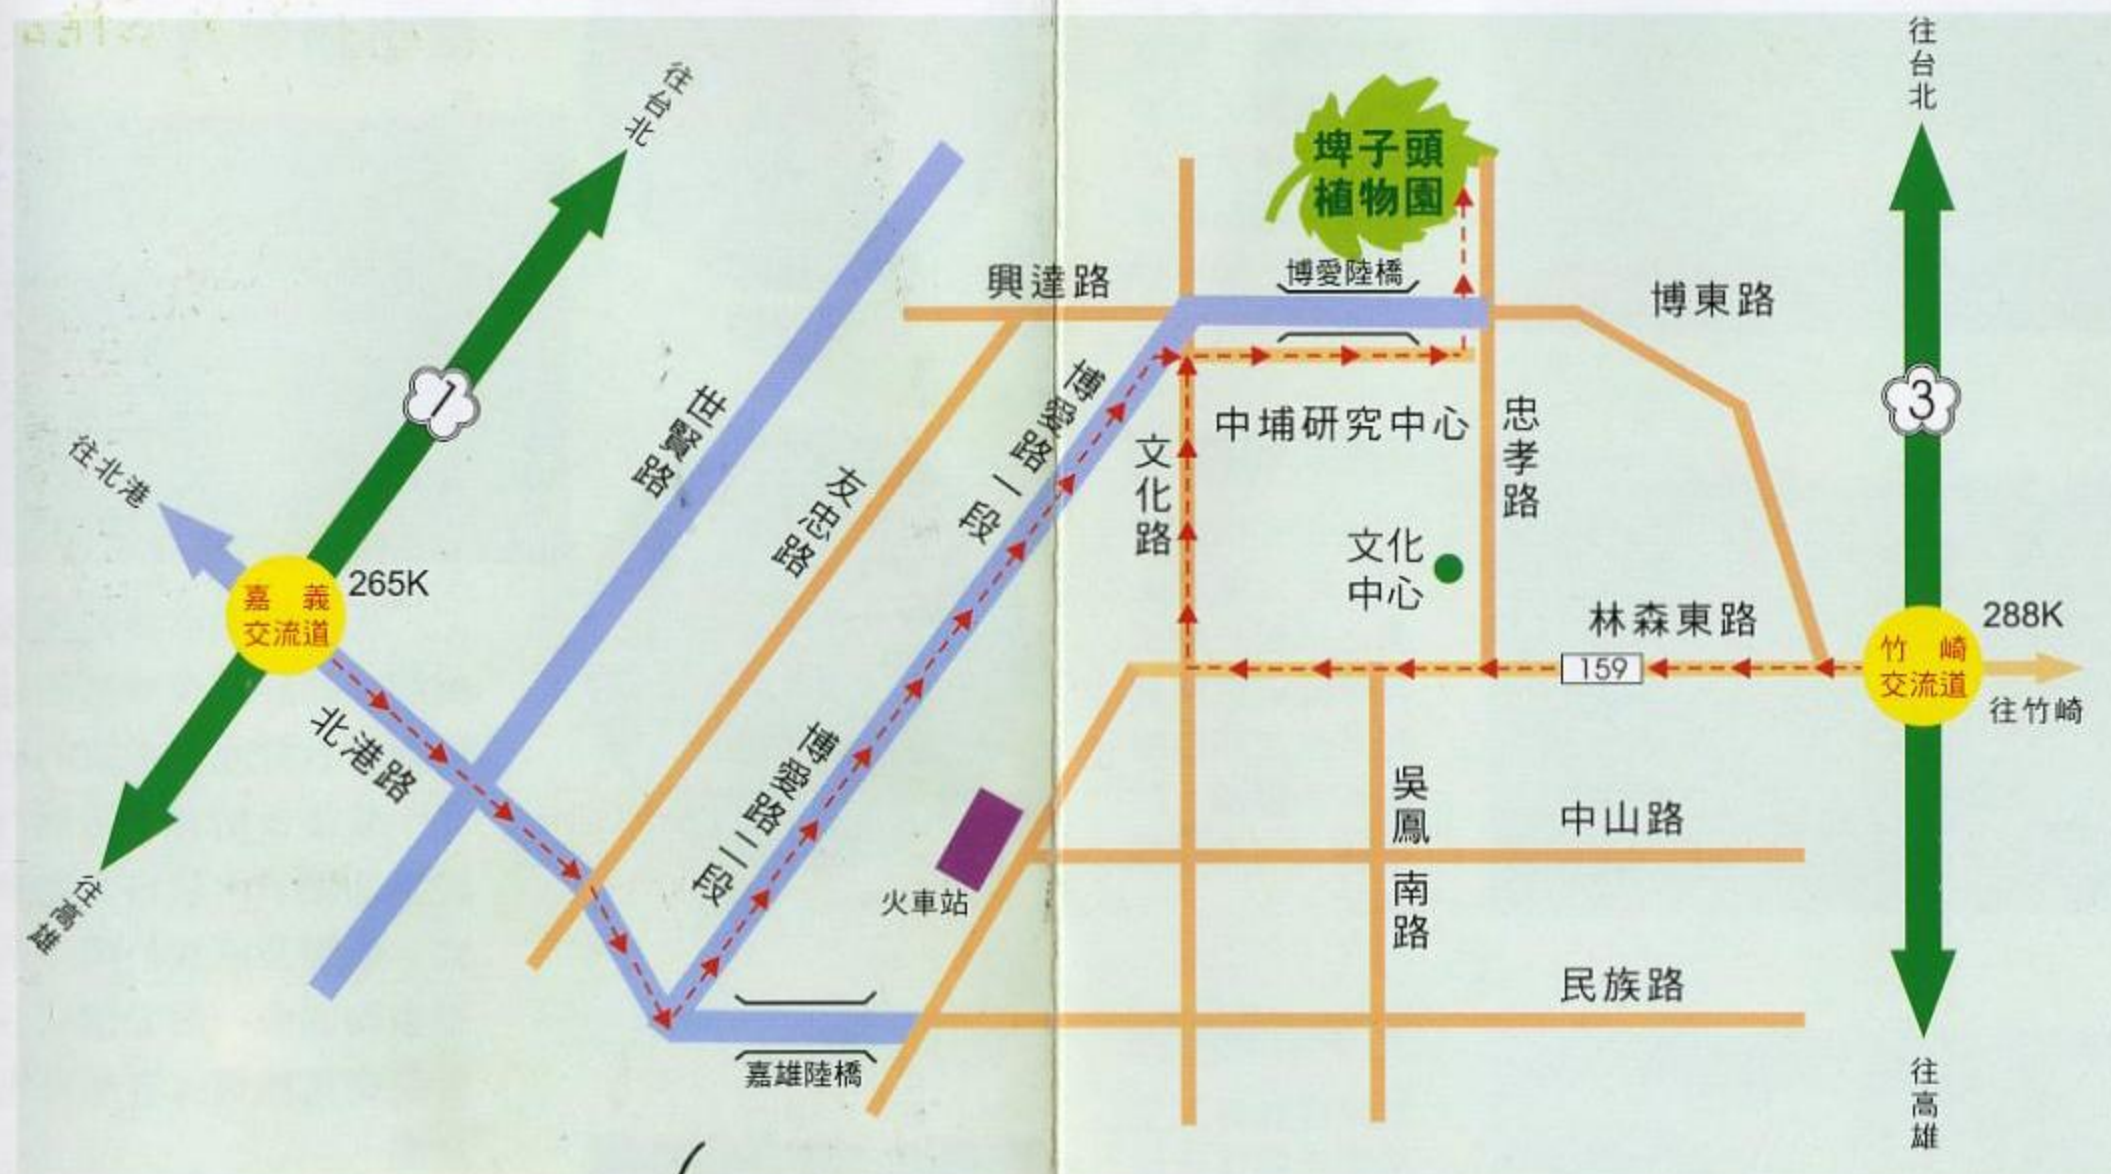 往台北
往台北
埤子頭
植物園
博愛陸橋
興達路
博東路
1
3
世賢路
博愛路一段
中埔研究中心
忠孝路
文化路
往北港
友忠路
文化
中心
嘉義
交流道
265K
林森東路
288K
159
竹崎
交流道
往竹崎
北港路
博愛路二段
吳鳳南路
中山路
火車站
往高雄
民族路
嘉雄陸橋
往高雄